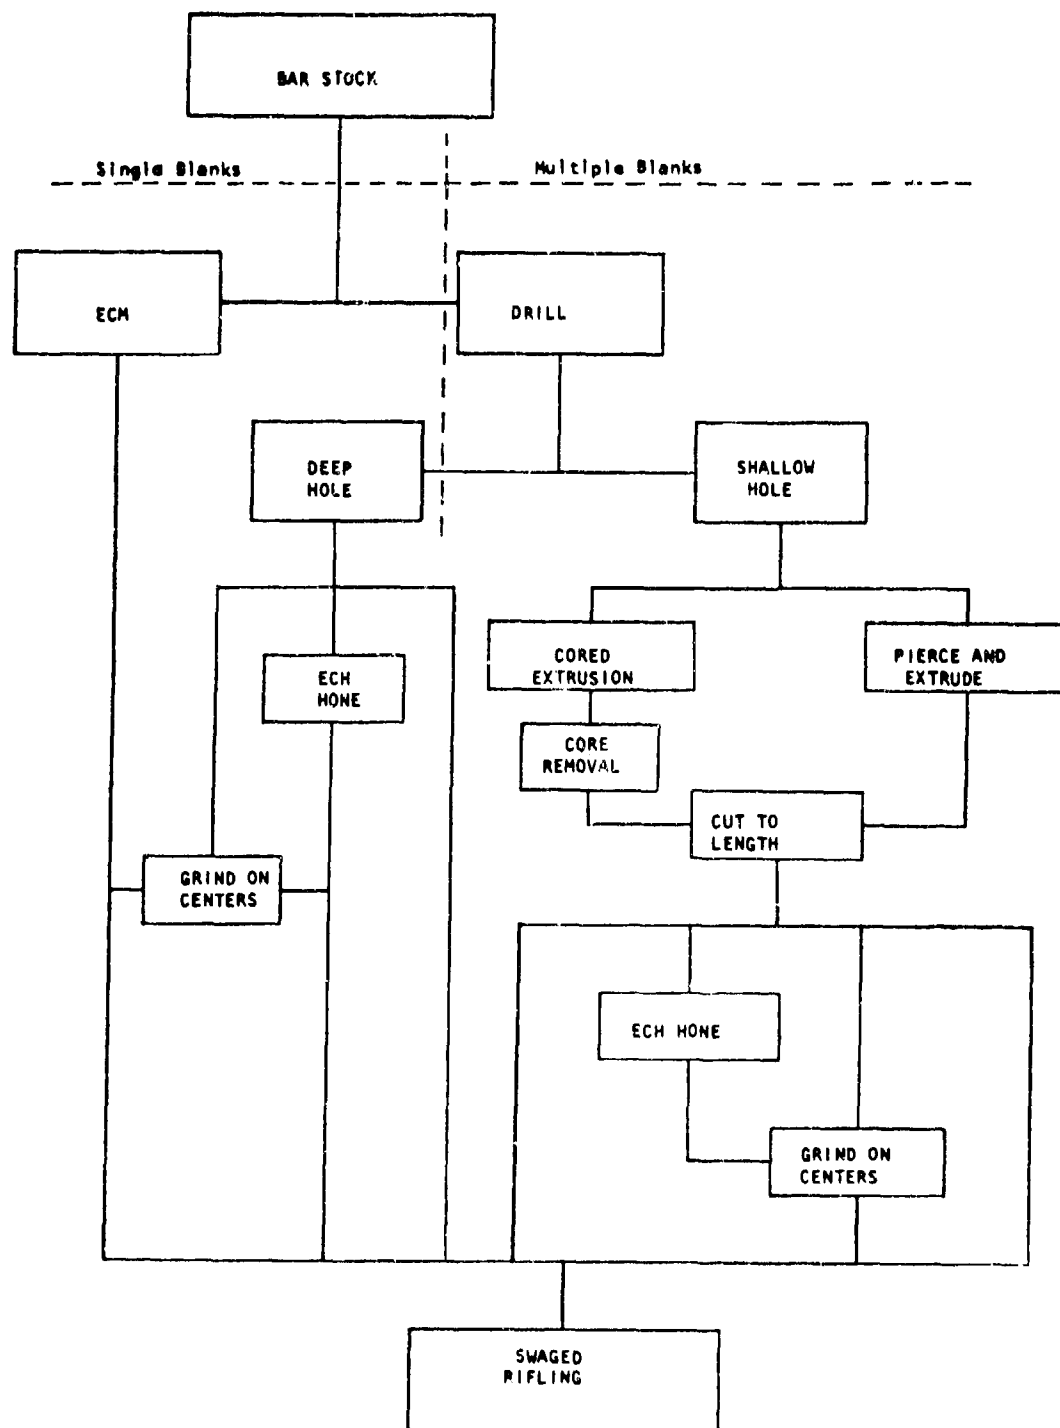 BAR STOCK
Single Blanks
Multiple Blanks
ECM
DRILL
DEEP
HOLE
SHALLOW
HOLE
ECH
HONE
CORED
EXTRUSION
PIERCE AND
EXTRUDE
CORE
REMOVAL
CUT TO
LENGTH
GRIND ON
CENTERS
ECH HONE
GRIND ON
CENTERS
SWAGED
RIFLING